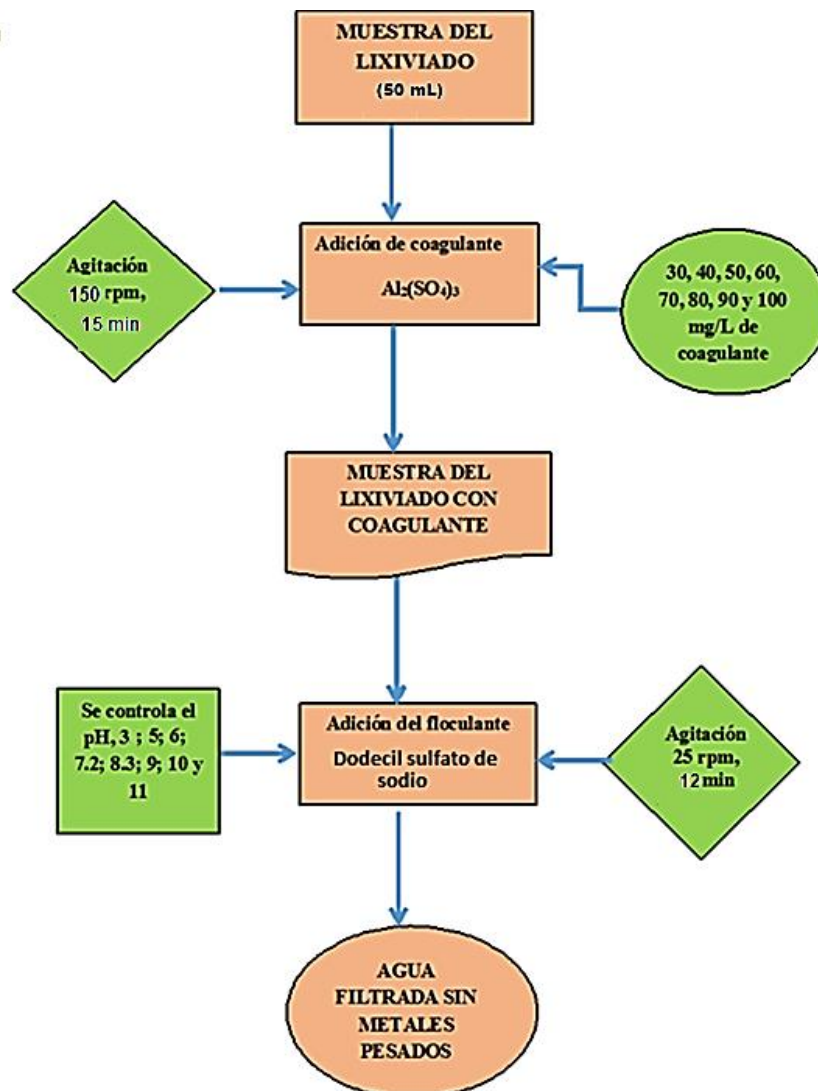 MUESTRA DEL
LIXIVIADO
(50 mL)
Agitación
150 rpm,
15 min
Adición de coagulante
Al₂(SO₄)₃
30, 40, 50, 60,
70, 80, 90 y 100
mg/L de
coagulante
MUESTRA DEL
LIXIVIADO CON
COAGULANTE
Se controla el
pH, 3 ; 5; 6;
7.2; 8.3; 9; 10 y
11
Adición del floculante
Dodecil sulfato de
sodio
Agitación
25 rpm,
12 min
AGUA
FILTRADA SIN
METALES
PESADOS